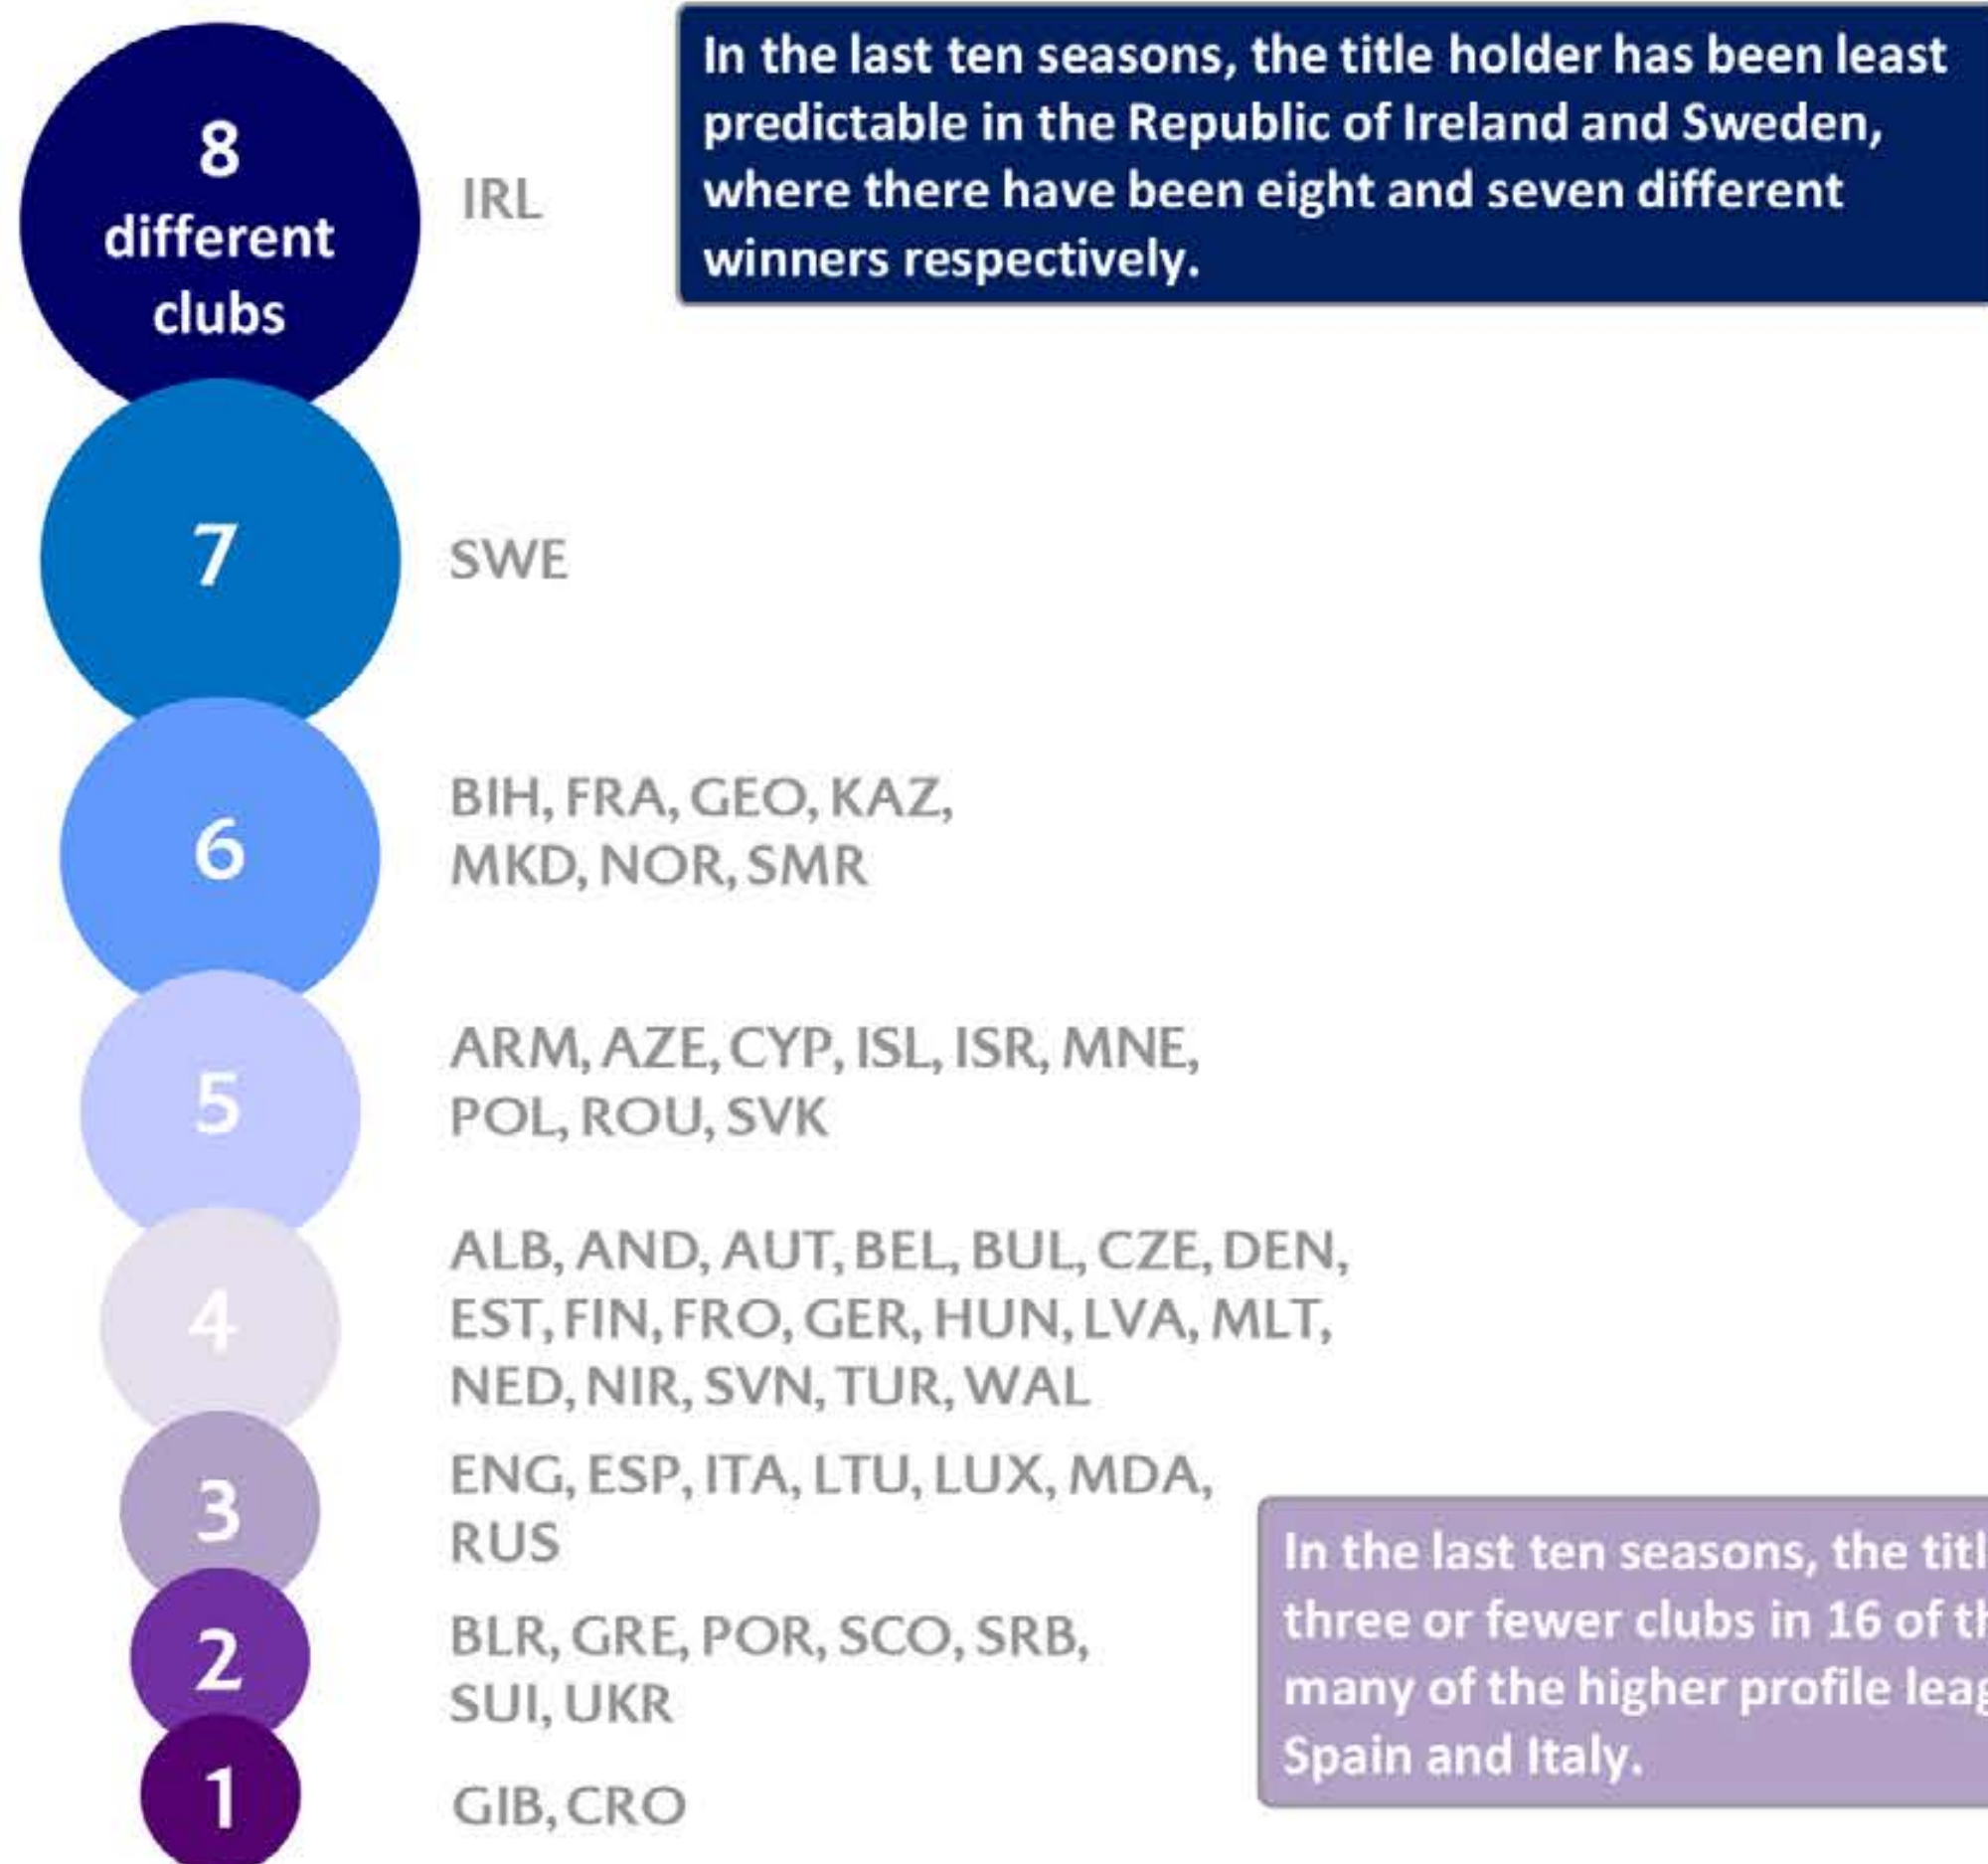 8
different
clubs
IRL
In the last ten seasons, the title holder has been least
predictable in the Republic of Ireland and Sweden,
where there have been eight and seven different
winners respectively.
7
SWE
6
BIH, FRA, GEO, KAZ,
MKD, NOR, SMR
5
ARM, AZE, CYP, ISL, ISR, MNE,
POL, ROU, SVK
4
ALB, AND, AUT, BEL, BUL, CZE, DEN,
EST, FIN, FRO, GER, HUN, LVA, MLT,
NED, NIR, SVN, TUR, WAL
3
ENG, ESP, ITA, LTU, LUX, MDA,
RUS
2
BLR, GRE, POR, SCO, SRB,
SUI, UKR
1
GIB, CRO
In the last ten seasons, the
three or fewer clubs in 16 of
many of the higher profile
Spain and Italy.